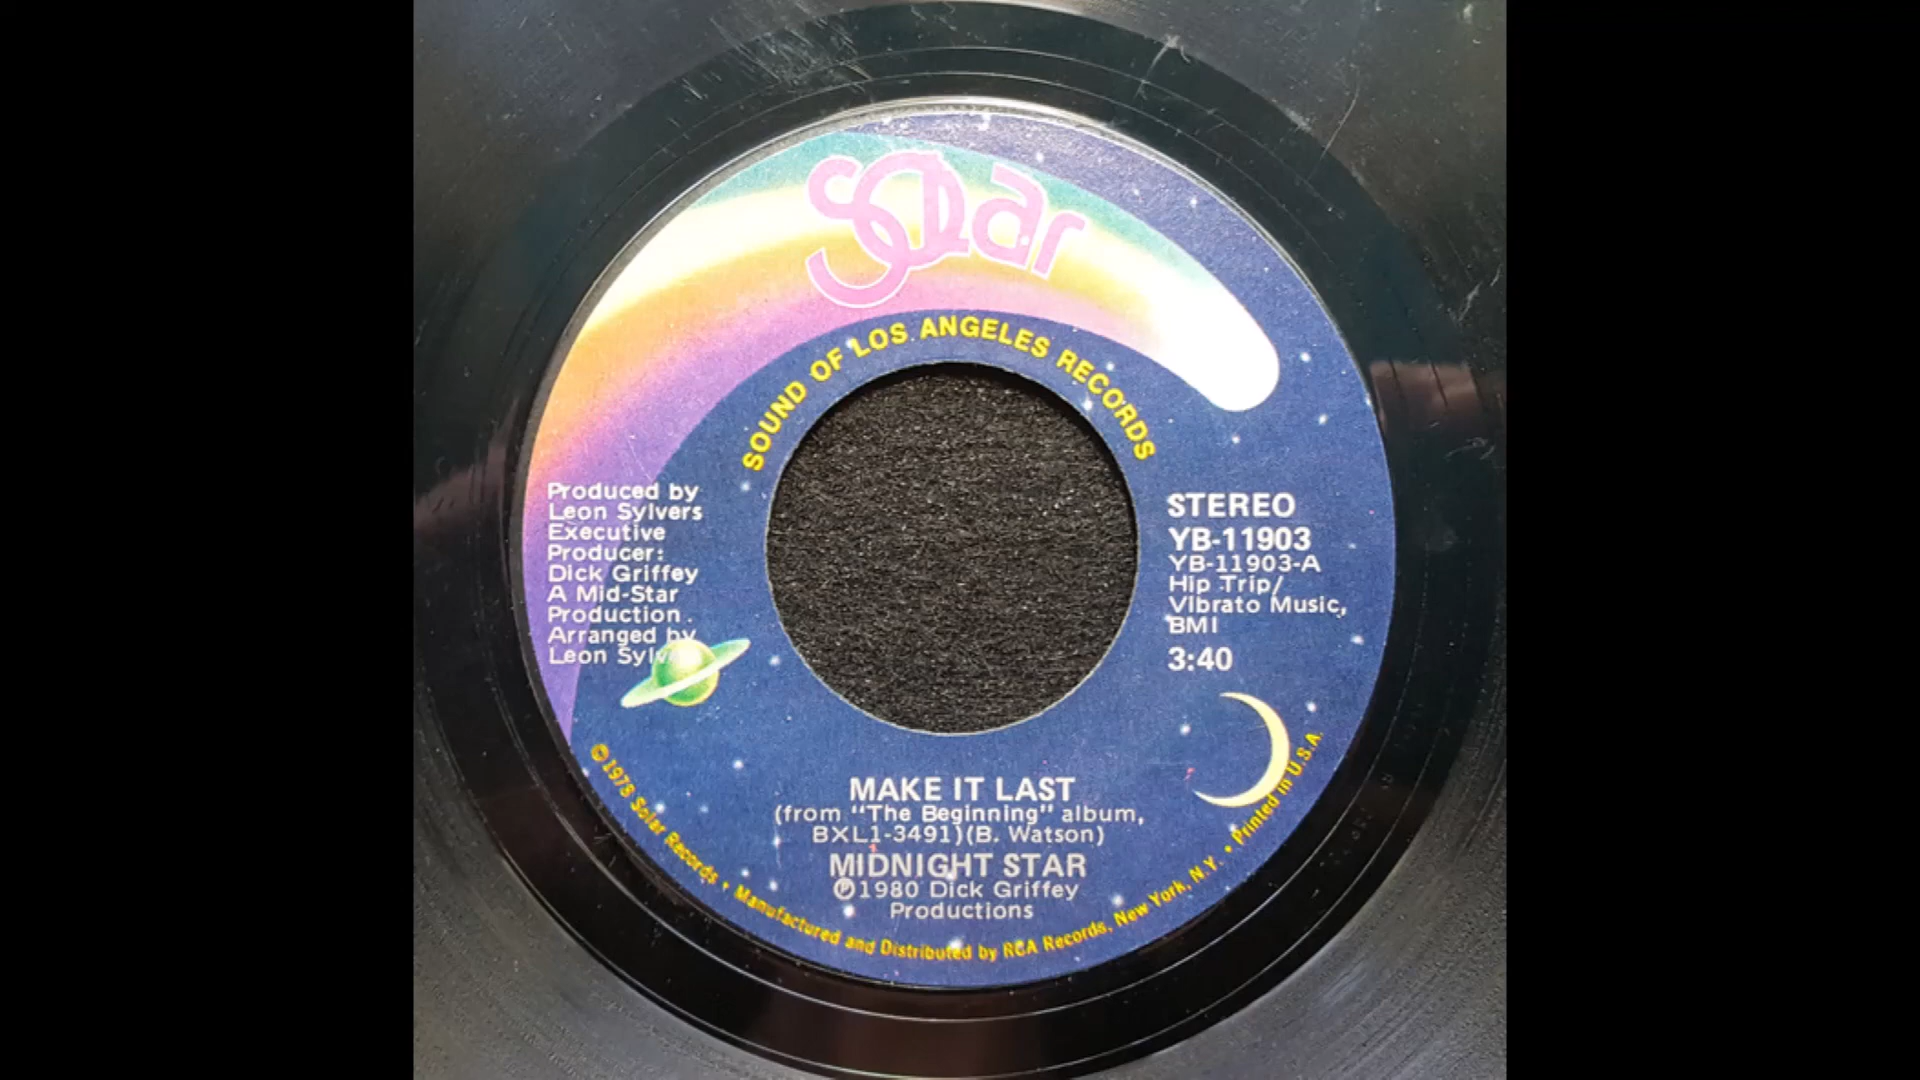 Solar
SOUND OF LOS ANGELES RECORDS
Produced by
Leon Sylvers
Executive
Producer:
Dick Griffey
A Mid-Star
Production.
Arranged by
Leon Sylvers
STEREO
YB-11903
YB-11903-A
Hip Trip/
Vibrato Music,
BMI
3:40
MAKE IT LAST
(from "The Beginning" album,
BXL1-3491)(B. Watson)
MIDNIGHT STAR
Ⓟ1980 Dick Griffey
Productions
©1978 Solar Records • Manufactured and Distributed by RCA Records, New York, N.Y. • Printed in U.S.A.